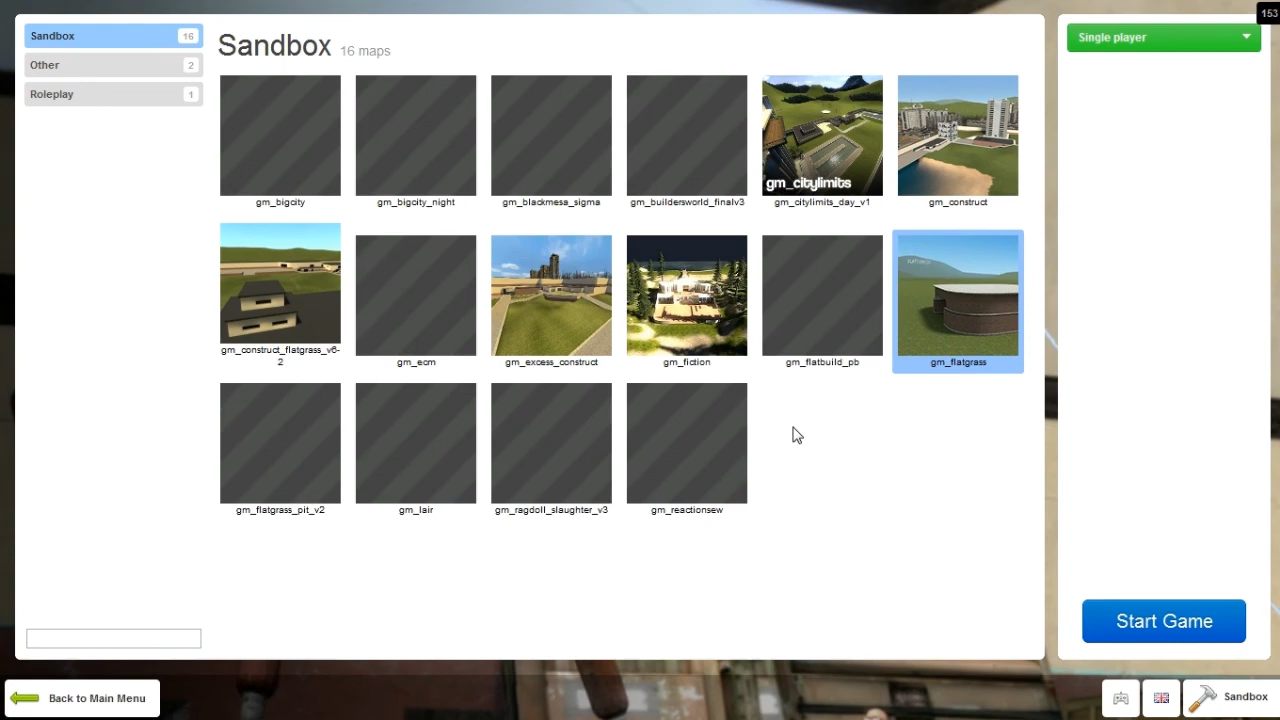 153
Sandbox 16
Other 2
Roleplay 1
Sandbox 16 maps
Single player
gm_citylimits
gm_bigcity
gm_bigcity_night
gm_blackmesa_sigma
gm_buildersworld_finalv3
gm_citylimits_day_v1
gm_construct
gm_construct_flatgrass_v6-
2
gm_ecm
gm_excess_construct
gm_fiction
gm_flatbuild_pb
gm_flatgrass
gm_flatgrass_pit_v2
gm_lair
gm_ragdoll_slaughter_v3
gm_reactionsew
Start Game
Back to Main Menu
Sandbox